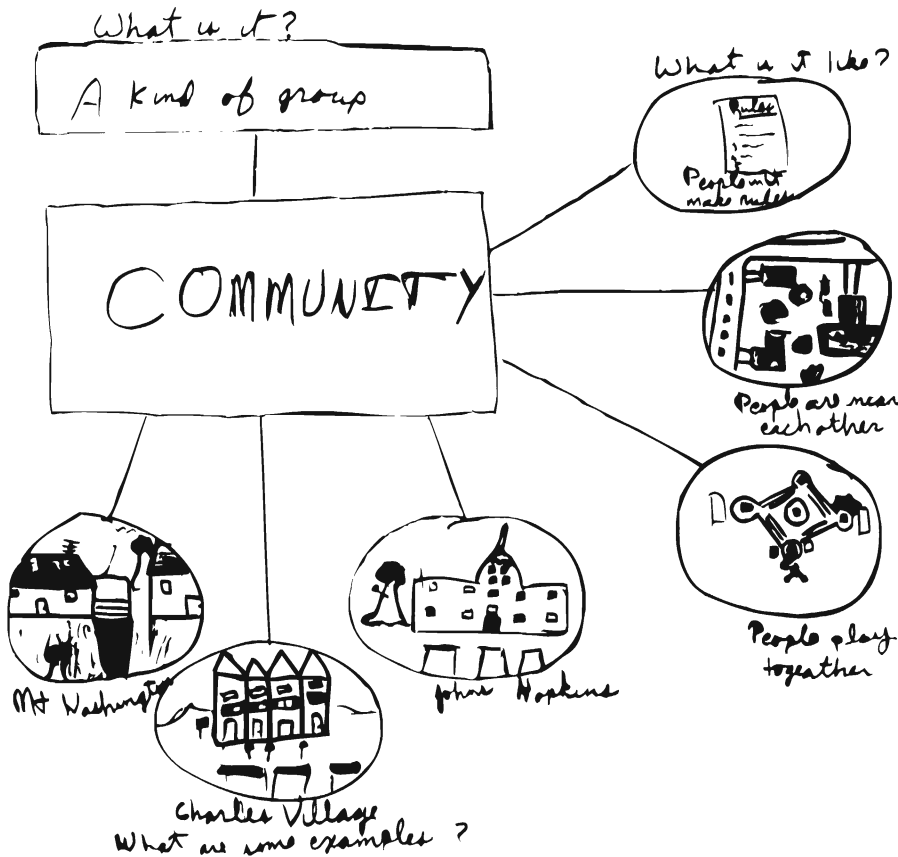 What is it?
A kind of group
COMMUNITY
What is it like?
Rules
People
make rules
People are near
each other
People play
togeather
Mt Washington
Johns Hopkins
Charles Village
What are some examples?